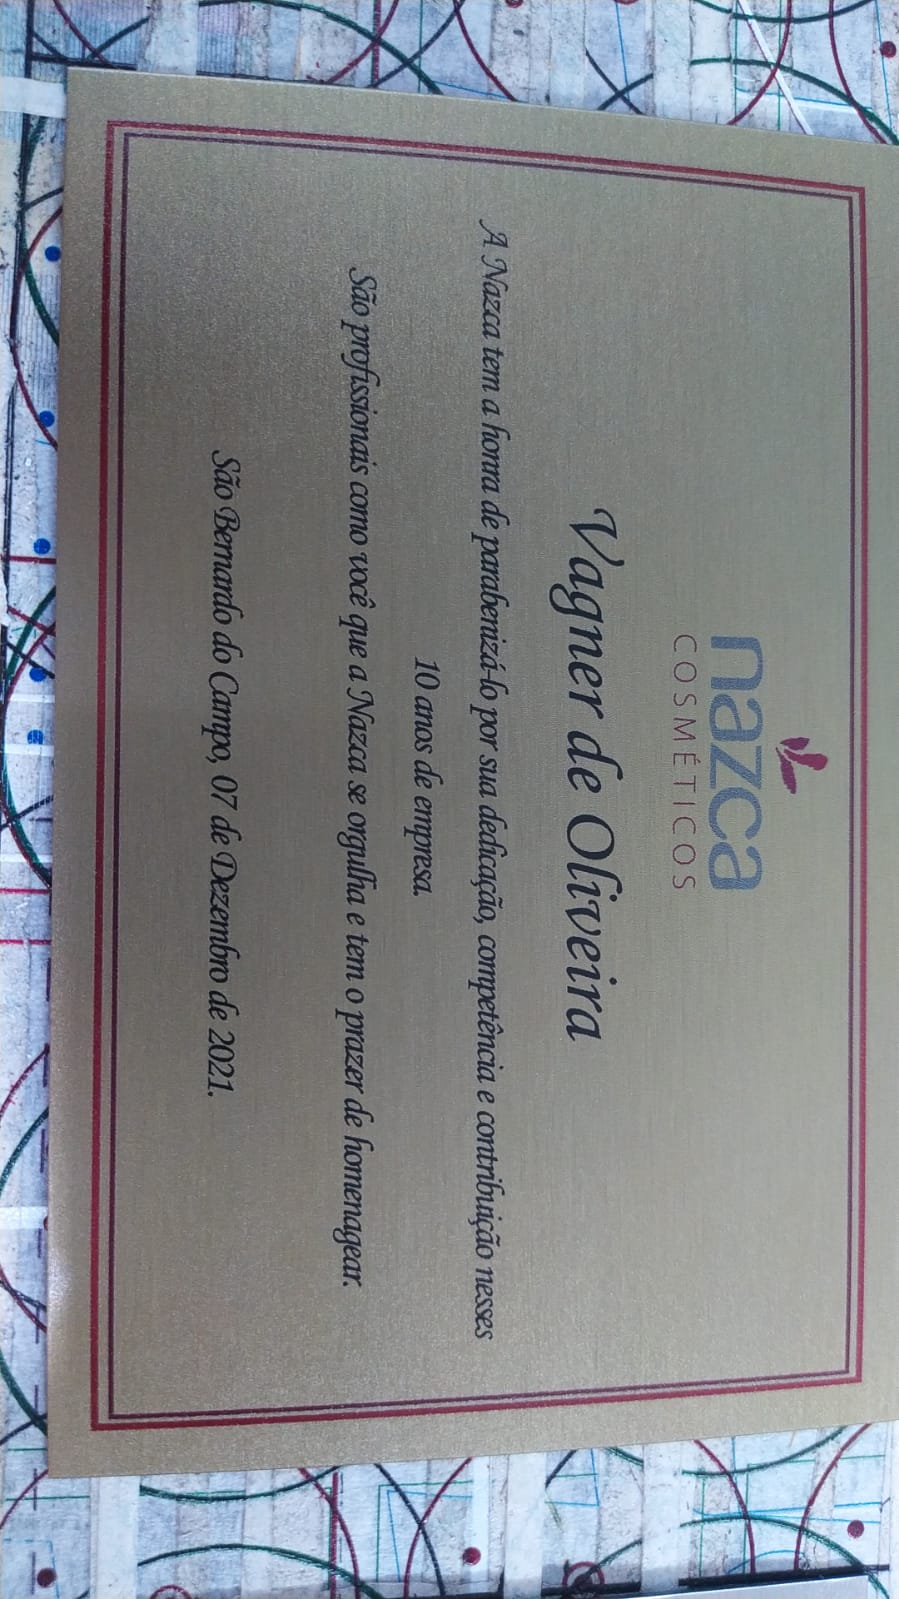 nazca
COSMÉTICOS
Vagner de Oliveira
A Nazca tem a honra de parabenizá-lo por sua dedicação, competência e contribuição nesses
10 anos de empresa.
São profissionais como você que a Nazca se orgulha e tem o prazer de homenagear.
São Bernardo do Campo, 07 de Dezembro de 2021.